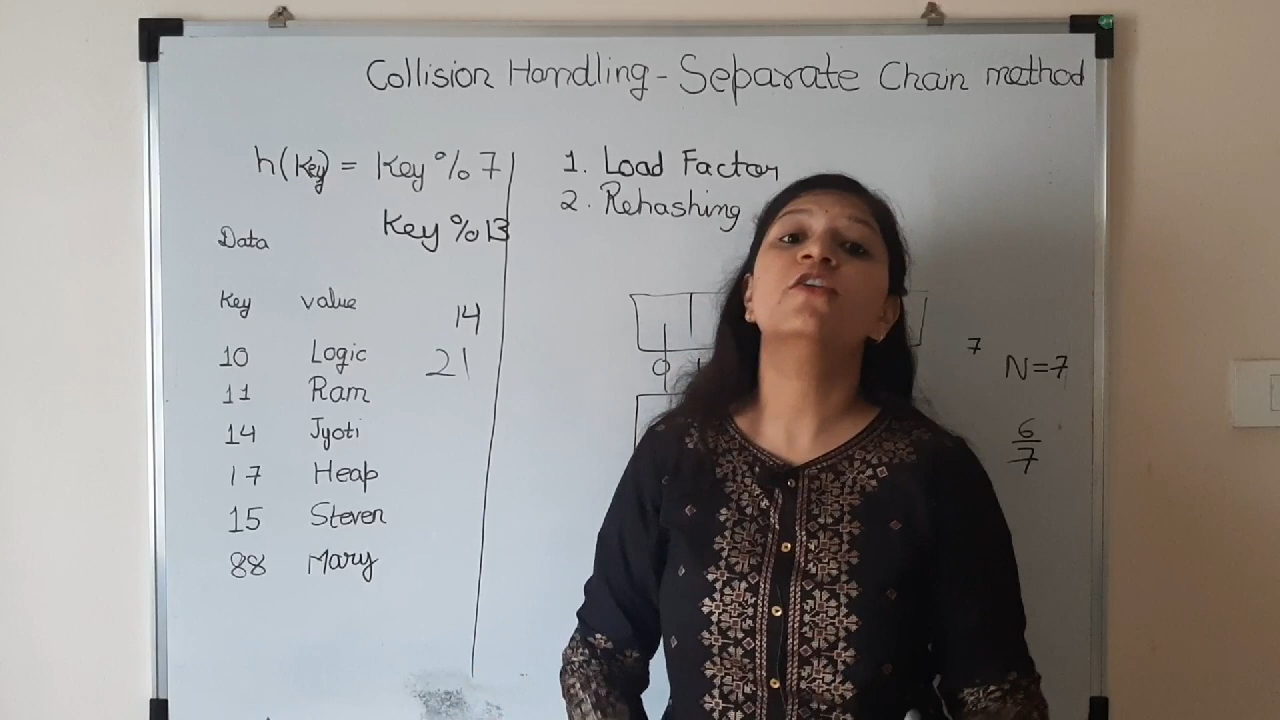 Collision Handling - Separate Chain method
h(key) = Key % 7
Key % 13
1. Load Factor
2. Rehashing
Data
Key value
14
10 Logic
21
11 Ram
14 Jyoti
17 Heap
15 Steven
88 Mary
0
7
N=7
6
7